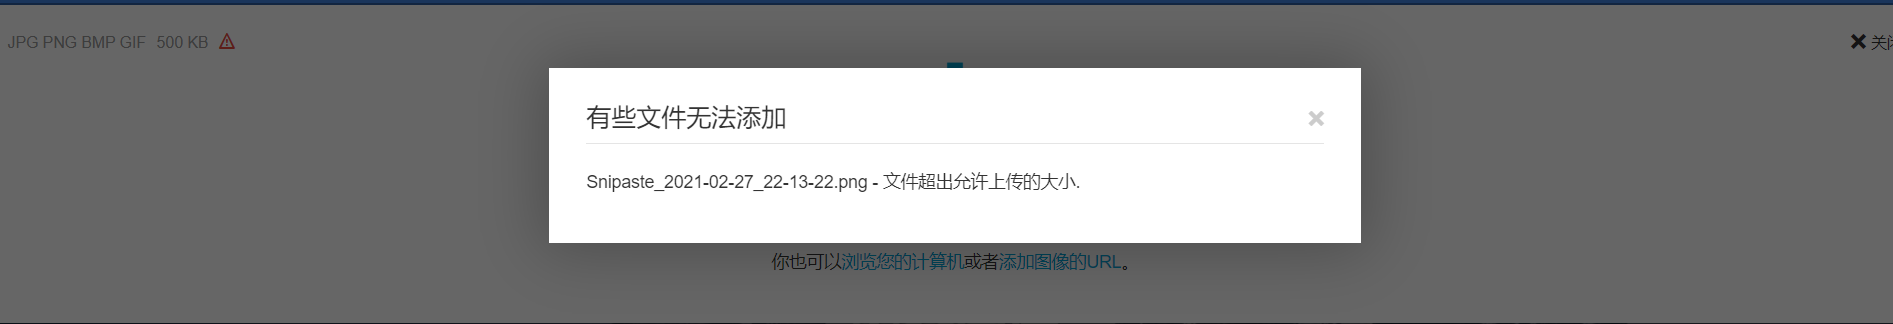 JPG PNG BMP GIF 500 KB
关闭
有些文件无法添加
Snipaste_2021-02-27_22-13-22.png - 文件超出允许上传的大小.
你也可以浏览您的计算机或者添加图像的URL。